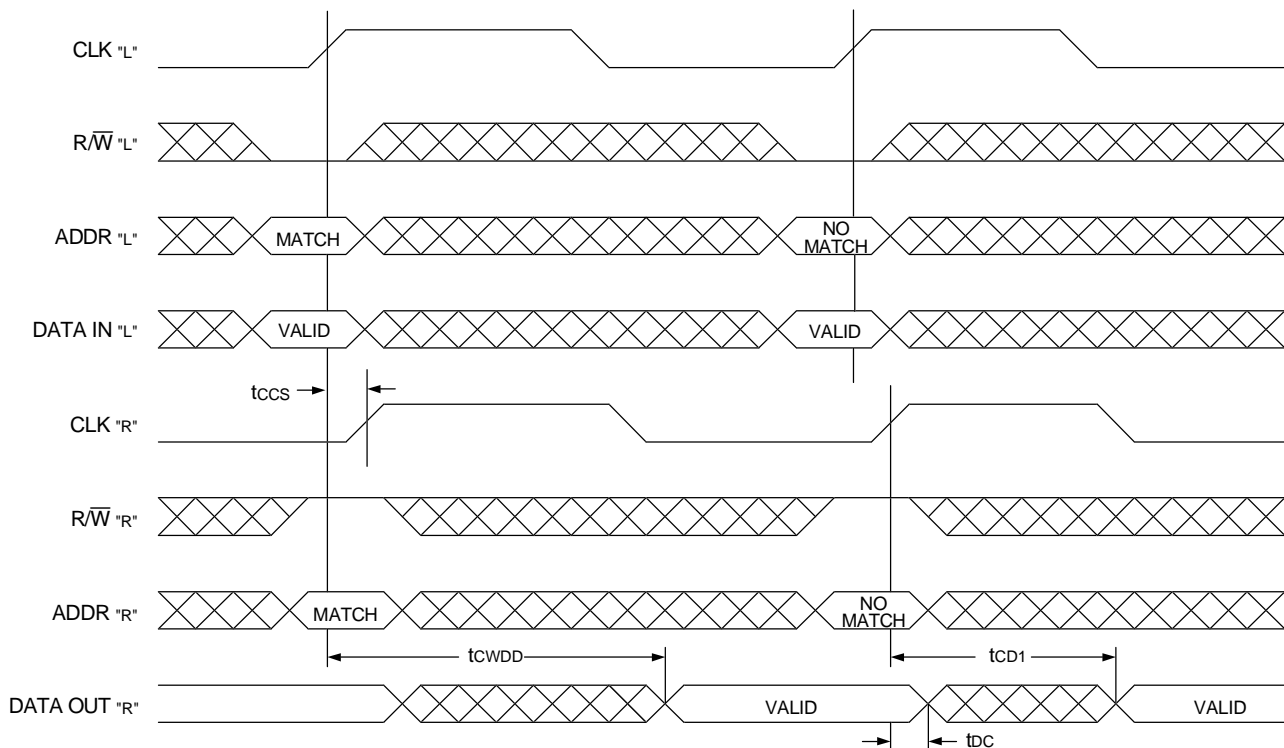 CLK "L"
R/W̅ "L"
ADDR "L"
MATCH
NO
MATCH
DATA IN "L"
VALID
VALID
tCCS
CLK "R"
R/W̅ "R"
ADDR "R"
MATCH
NO
MATCH
tCWDD
tCD1
DATA OUT "R"
VALID
VALID
tDC